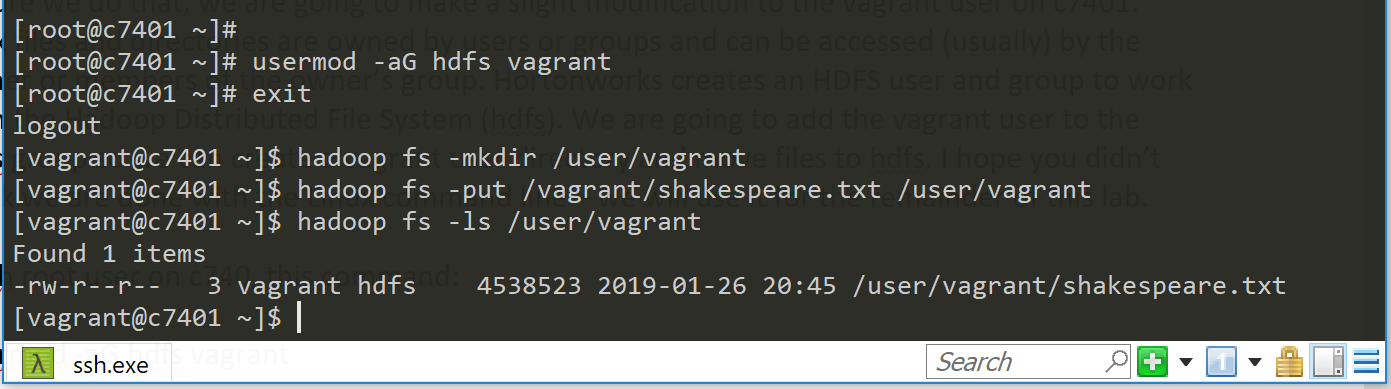 [root@c7401 ~]#
[root@c7401 ~]# usermod -aG hdfs vagrant
[root@c7401 ~]# exit
logout
[vagrant@c7401 ~]$ hadoop fs -mkdir /user/vagrant
[vagrant@c7401 ~]$ hadoop fs -put /vagrant/shakespeare.txt /user/vagrant
[vagrant@c7401 ~]$ hadoop fs -ls /user/vagrant
Found 1 items
-rw-r--r--   3 vagrant hdfs    4538523 2019-01-26 20:45 /user/vagrant/shakespeare.txt
[vagrant@c7401 ~]$
λ ssh.exe Search 1